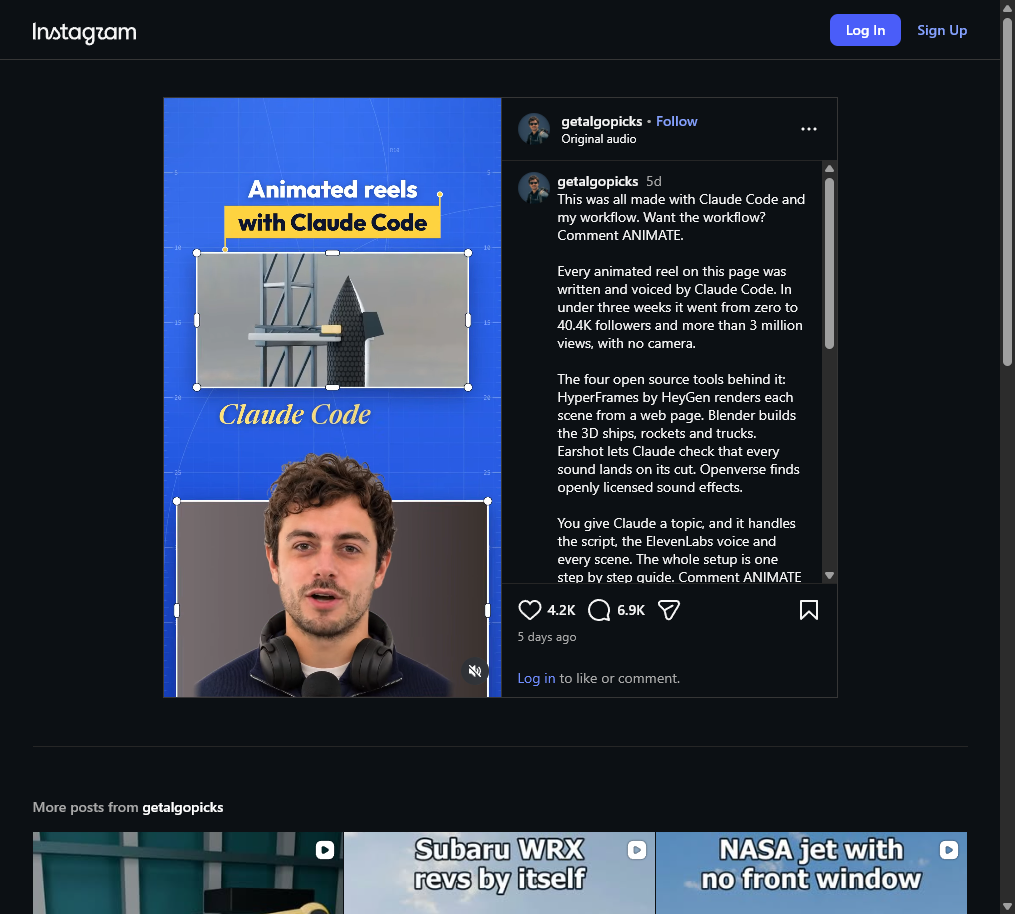 Instagram
Log In
Sign Up
Animated reels
with Claude Code
Claude Code
getalgopicks • Follow
Original audio
getalgopicks 5d
This was all made with Claude Code and
my workflow. Want the workflow?
Comment ANIMATE.
Every animated reel on this page was
written and voiced by Claude Code. In
under three weeks it went from zero to
40.4K followers and more than 3 million
views, with no camera.
The four open source tools behind it:
HyperFrames by HeyGen renders each
scene from a web page. Blender builds
the 3D ships, rockets and trucks.
Earshot lets Claude check that every
sound lands on its cut. Openverse finds
openly licensed sound effects.
You give Claude a topic, and it handles
the script, the ElevenLabs voice and
every scene. The whole setup is one
step by step guide. Comment ANIMATE
4.2K
6.9K
5 days ago
Log in to like or comment.
More posts from getalgopicks
Subaru WRX
revs by itself
NASA jet with
no front window